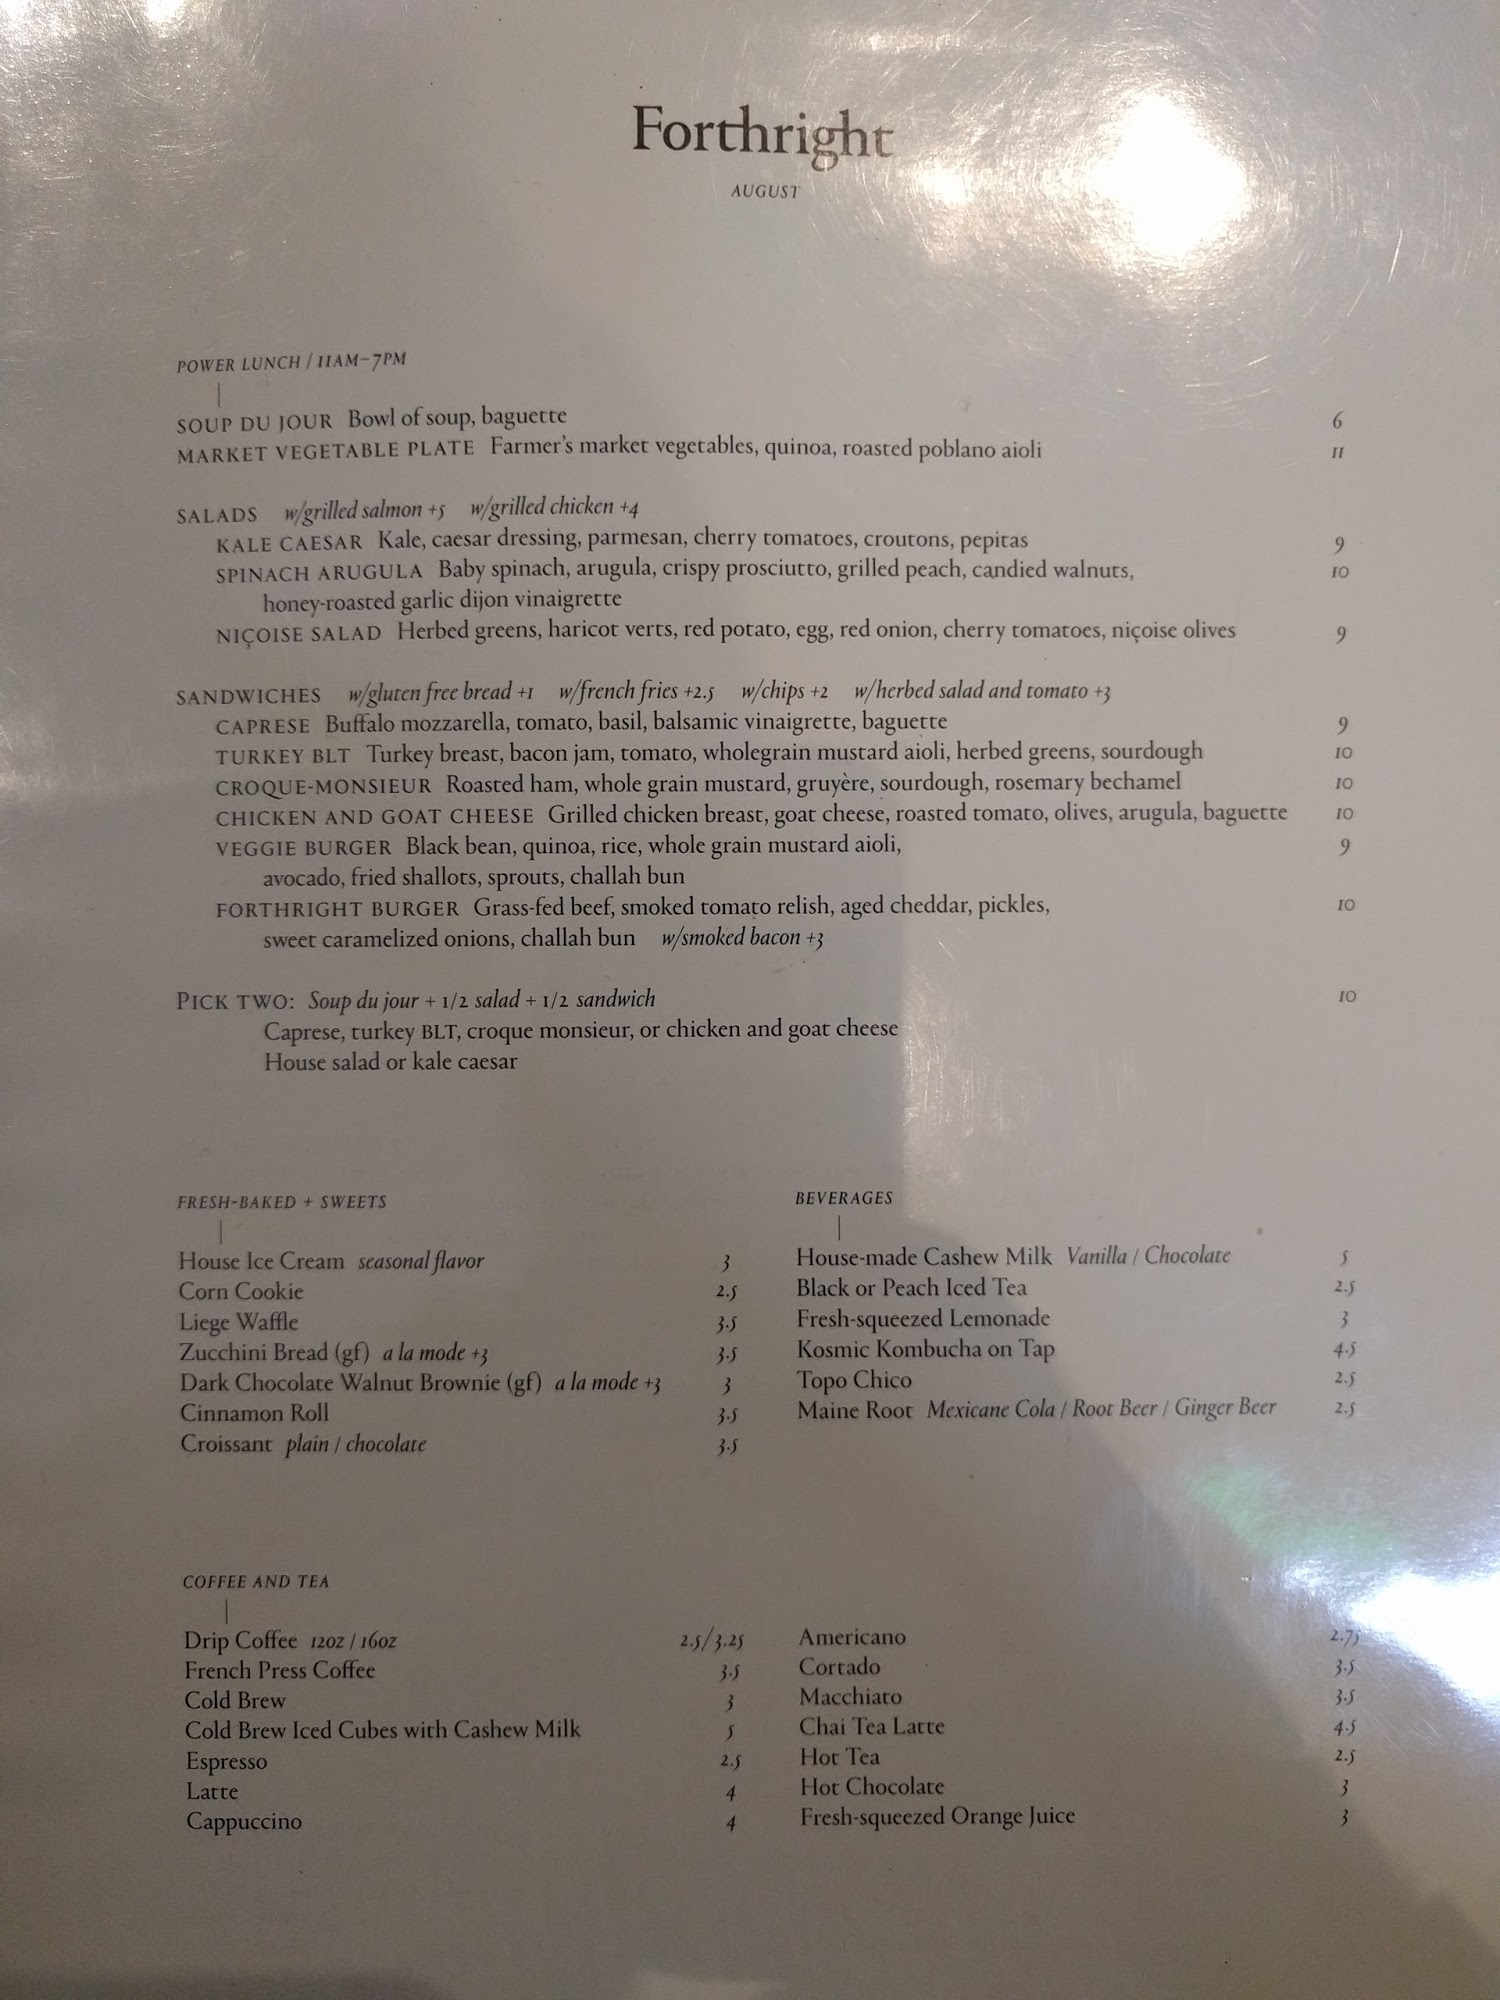 Forthright
AUGUST
POWER LUNCH / 11AM–7PM
SOUP DU JOUR Bowl of soup, baguette 6
MARKET VEGETABLE PLATE Farmer's market vegetables, quinoa, roasted poblano aioli 11
SALADS w/grilled salmon +5 w/grilled chicken +4
KALE CAESAR Kale, caesar dressing, parmesan, cherry tomatoes, croutons, pepitas 9
SPINACH ARUGULA Baby spinach, arugula, crispy prosciutto, grilled peach, candied walnuts, 10
honey-roasted garlic dijon vinaigrette
NIÇOISE SALAD Herbed greens, haricot verts, red potato, egg, red onion, cherry tomatoes, niçoise olives 9
SANDWICHES w/gluten free bread +1 w/french fries +2.5 w/chips +2 w/herbed salad and tomato +3
CAPRESE Buffalo mozzarella, tomato, basil, balsamic vinaigrette, baguette 9
TURKEY BLT Turkey breast, bacon jam, tomato, wholegrain mustard aioli, herbed greens, sourdough 10
CROQUE-MONSIEUR Roasted ham, whole grain mustard, gruyère, sourdough, rosemary bechamel 10
CHICKEN AND GOAT CHEESE Grilled chicken breast, goat cheese, roasted tomato, olives, arugula, baguette 10
VEGGIE BURGER Black bean, quinoa, rice, whole grain mustard aioli, 9
avocado, fried shallots, sprouts, challah bun
FORTHRIGHT BURGER Grass-fed beef, smoked tomato relish, aged cheddar, pickles, 10
sweet caramelized onions, challah bun w/smoked bacon +3
PICK TWO: Soup du jour + 1/2 salad + 1/2 sandwich 10
Caprese, turkey BLT, croque monsieur, or chicken and goat cheese
House salad or kale caesar
FRESH-BAKED + SWEETS
House Ice Cream seasonal flavor 3
Corn Cookie 2.5
Liege Waffle 3.5
Zucchini Bread (gf) a la mode +3 3.5
Dark Chocolate Walnut Brownie (gf) a la mode +3 3
Cinnamon Roll 3.5
Croissant plain / chocolate 3.5
BEVERAGES
House-made Cashew Milk Vanilla / Chocolate 5
Black or Peach Iced Tea 2.5
Fresh-squeezed Lemonade 3
Kosmic Kombucha on Tap 4.5
Topo Chico 2.5
Maine Root Mexicane Cola / Root Beer / Ginger Beer 2.5
COFFEE AND TEA
Drip Coffee 12oz / 16oz 2.5/3.25
French Press Coffee 3.5
Cold Brew 3
Cold Brew Iced Cubes with Cashew Milk 5
Espresso 2.5
Latte 4
Cappuccino 4
Americano 2.75
Cortado 3.5
Macchiato 3.5
Chai Tea Latte 4.5
Hot Tea 2.5
Hot Chocolate 3
Fresh-squeezed Orange Juice 3